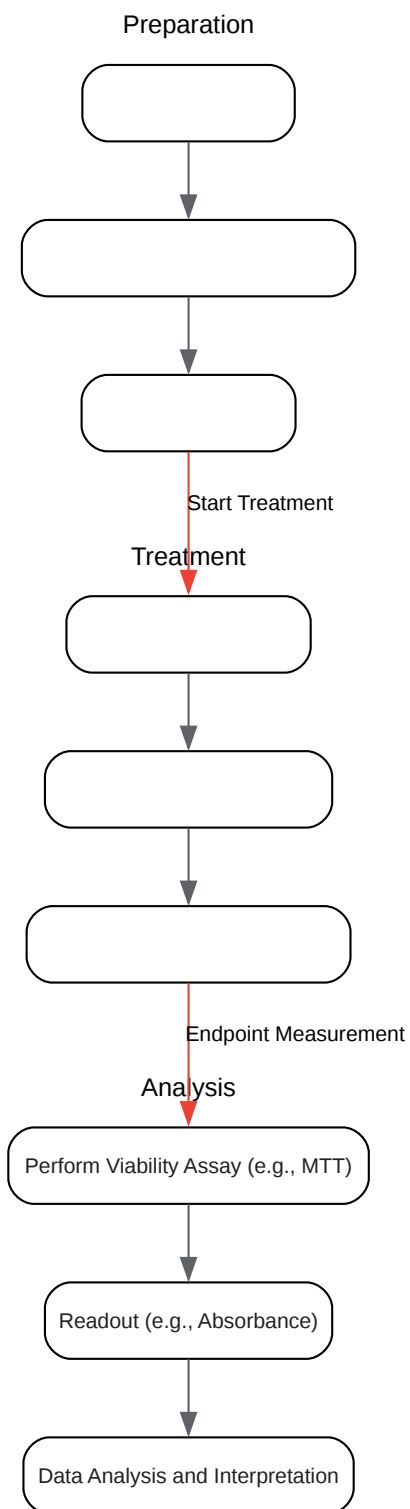 Preparation
Start Treatment
Treatment
Endpoint Measurement
Analysis
Perform Viability Assay (e.g., MTT)
Readout (e.g., Absorbance)
Data Analysis and Interpretation